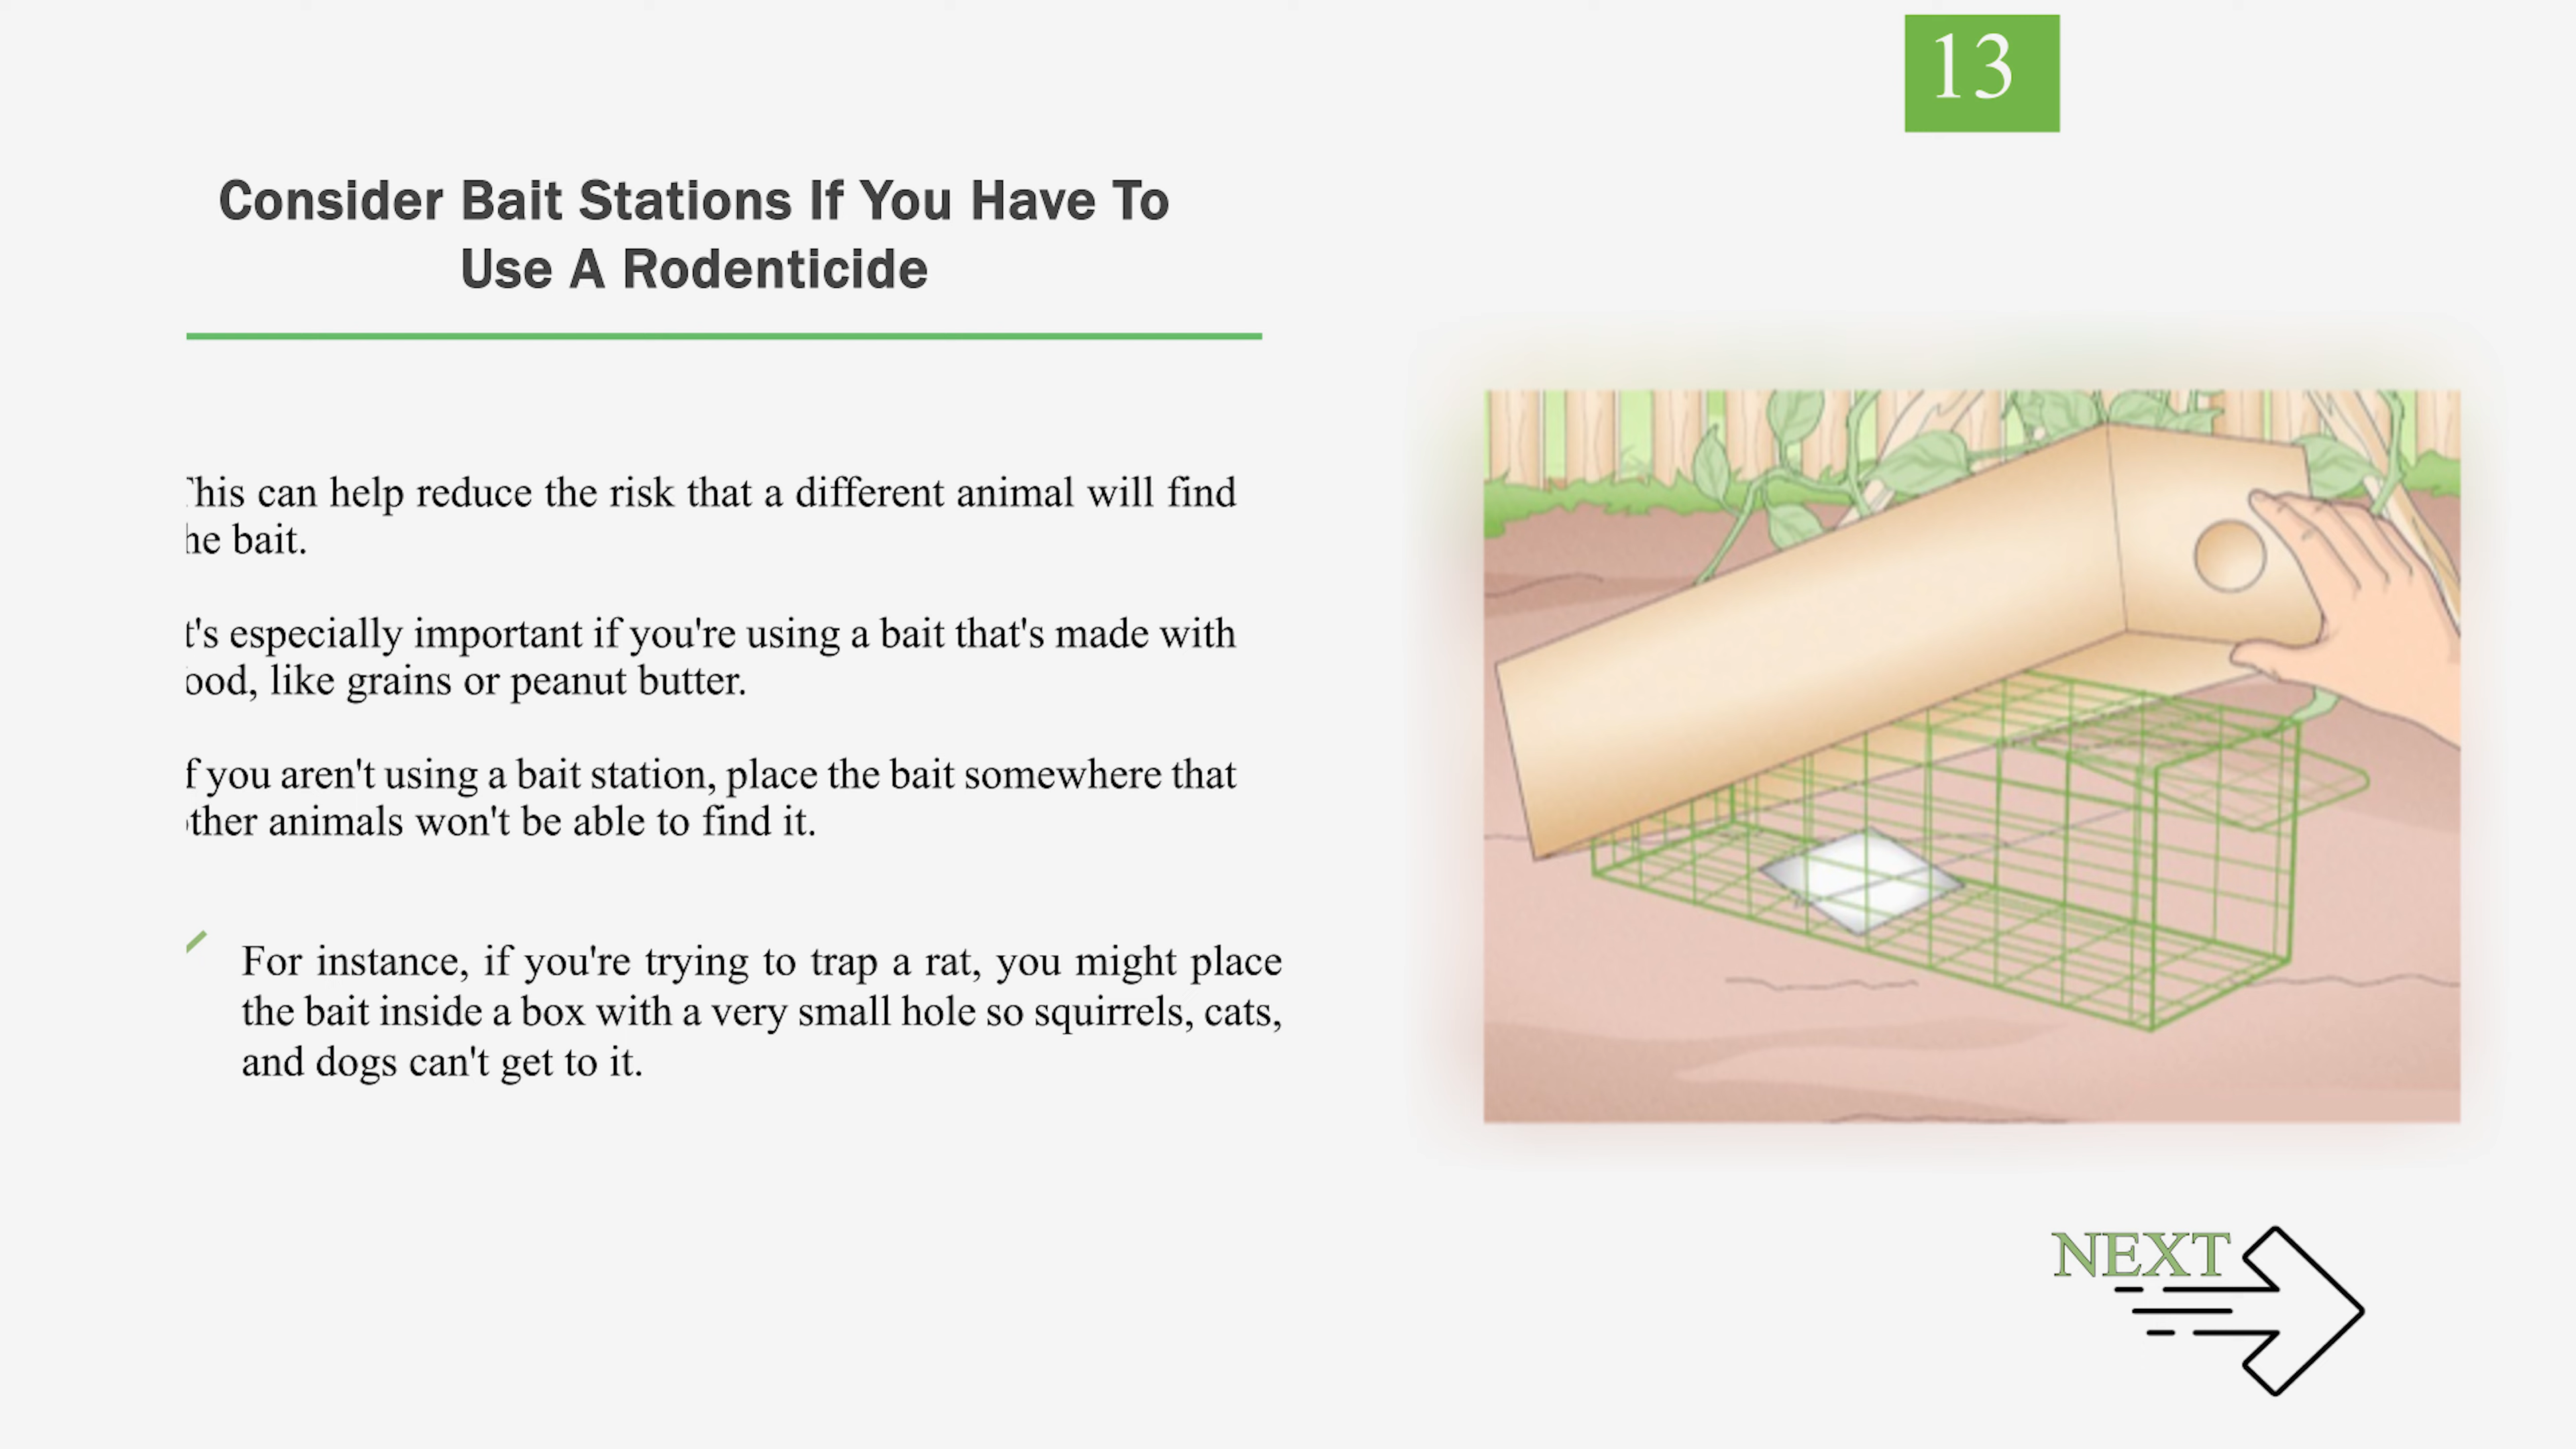 13
Consider Bait Stations If You Have To
Use A Rodenticide
his can help reduce the risk that a different animal will find
he bait.
t's especially important if you're using a bait that's made with
ood, like grains or peanut butter.
f you aren't using a bait station, place the bait somewhere that
ther animals won't be able to find it.
For instance, if you're trying to trap a rat, you might place
the bait inside a box with a very small hole so squirrels, cats,
and dogs can't get to it.
NEXT